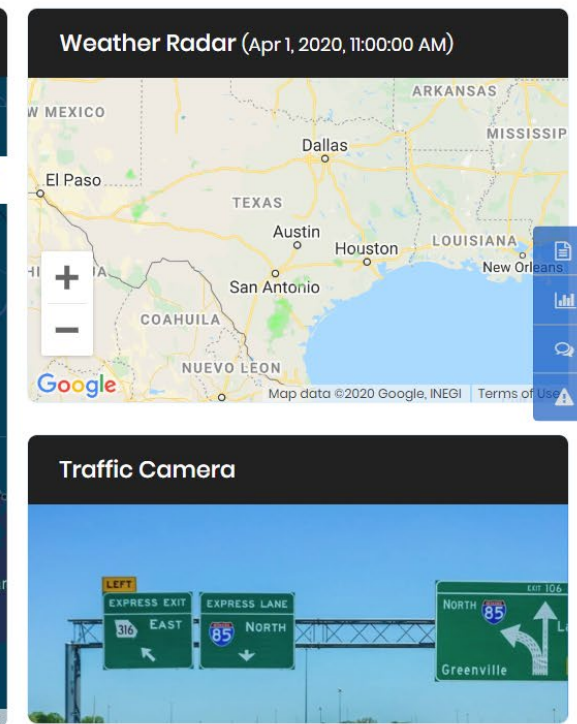 Weather Radar (Apr 1, 2020, 11:00:00 AM)
ARKANSAS
W MEXICO
MISSISSIP
Dallas
El Paso
TEXAS
Austin
Houston
LOUISIANA
New Orleans
San Antonio
COAHUILA
NUEVO LEON
Google
Map data ©2020 Google, INEGI
Terms of Use
Traffic Camera
LEFT
EXPRESS EXIT
316 EAST
EXPRESS LANE
85 NORTH
EXIT 106
NORTH 85
Greenville